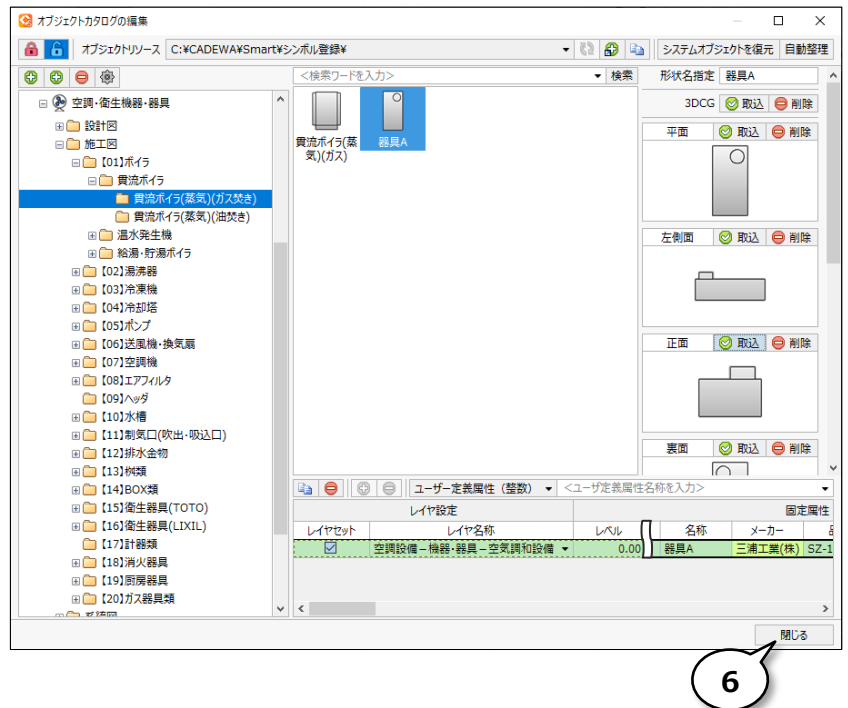 オブジェクトカタログの編集
オブジェクトリソース C:¥CADEWA¥Smart¥シンボル登録¥ システムオブジェクトを復元 自動整理
<検索ワードを入力> 検索 形状名指定 器具A
空調・衛生機器・器具
設計図
施工図
【01】ボイラ
貫流ボイラ
貫流ボイラ(蒸気)(ガス焚き)
貫流ボイラ(蒸気)(油焚き)
温水発生機
給湯・貯湯ボイラ
【02】湯沸器
【03】冷凍機
【04】冷却塔
【05】ポンプ
【06】送風機・換気扇
【07】空調機
【08】エアフィルタ
【09】ヘッダ
【10】水槽
【11】制気口(吹出・吸込口)
【12】排水金物
【13】桝類
【14】BOX類
【15】衛生器具(TOTO)
【16】衛生器具(LIXIL)
【17】計器類
【18】消火器具
【19】厨房器具
【20】ガス器具類
系統図
貫流ボイラ(蒸
気)(ガス)
器具A
3DCG 取込 削除
平面 取込 削除
左側面 取込 削除
正面 取込 削除
裏面 取込 削除
ユーザー定義属性（整数） <ユーザ定義属性名称を入力>
レイヤ設定 固定属性
レイヤセット レイヤ名称 レベル 名称 メーカー
空調設備－機器・器具－空気調和設備 0.00 器具A 三浦工業(株) SZ-1
閉じる
6